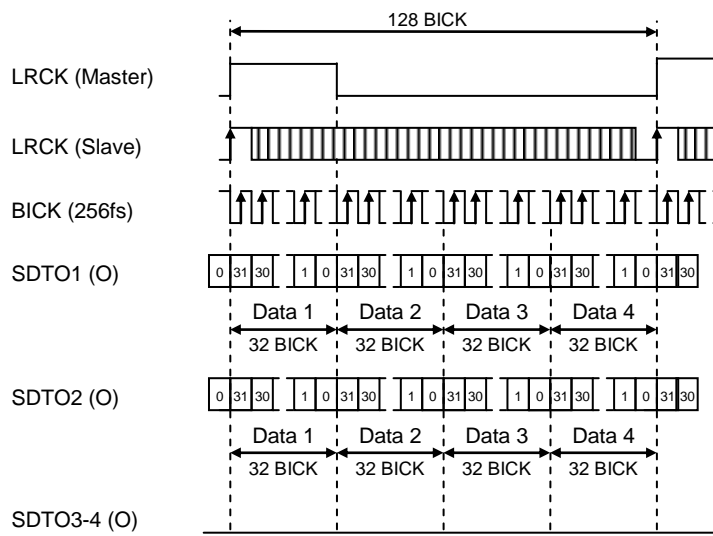 128 BICK
LRCK (Master)
LRCK (Slave)
BICK (256fs)
SDTO1 (O)
0 31 30 1 0 31 30 1 0 31 30 1 0 31 30 1 0 31 30
Data 1 Data 2 Data 3 Data 4
32 BICK 32 BICK 32 BICK 32 BICK
SDTO2 (O)
0 31 30 1 0 31 30 1 0 31 30 1 0 31 30 1 0 31 30
Data 1 Data 2 Data 3 Data 4
32 BICK 32 BICK 32 BICK 32 BICK
SDTO3-4 (O)